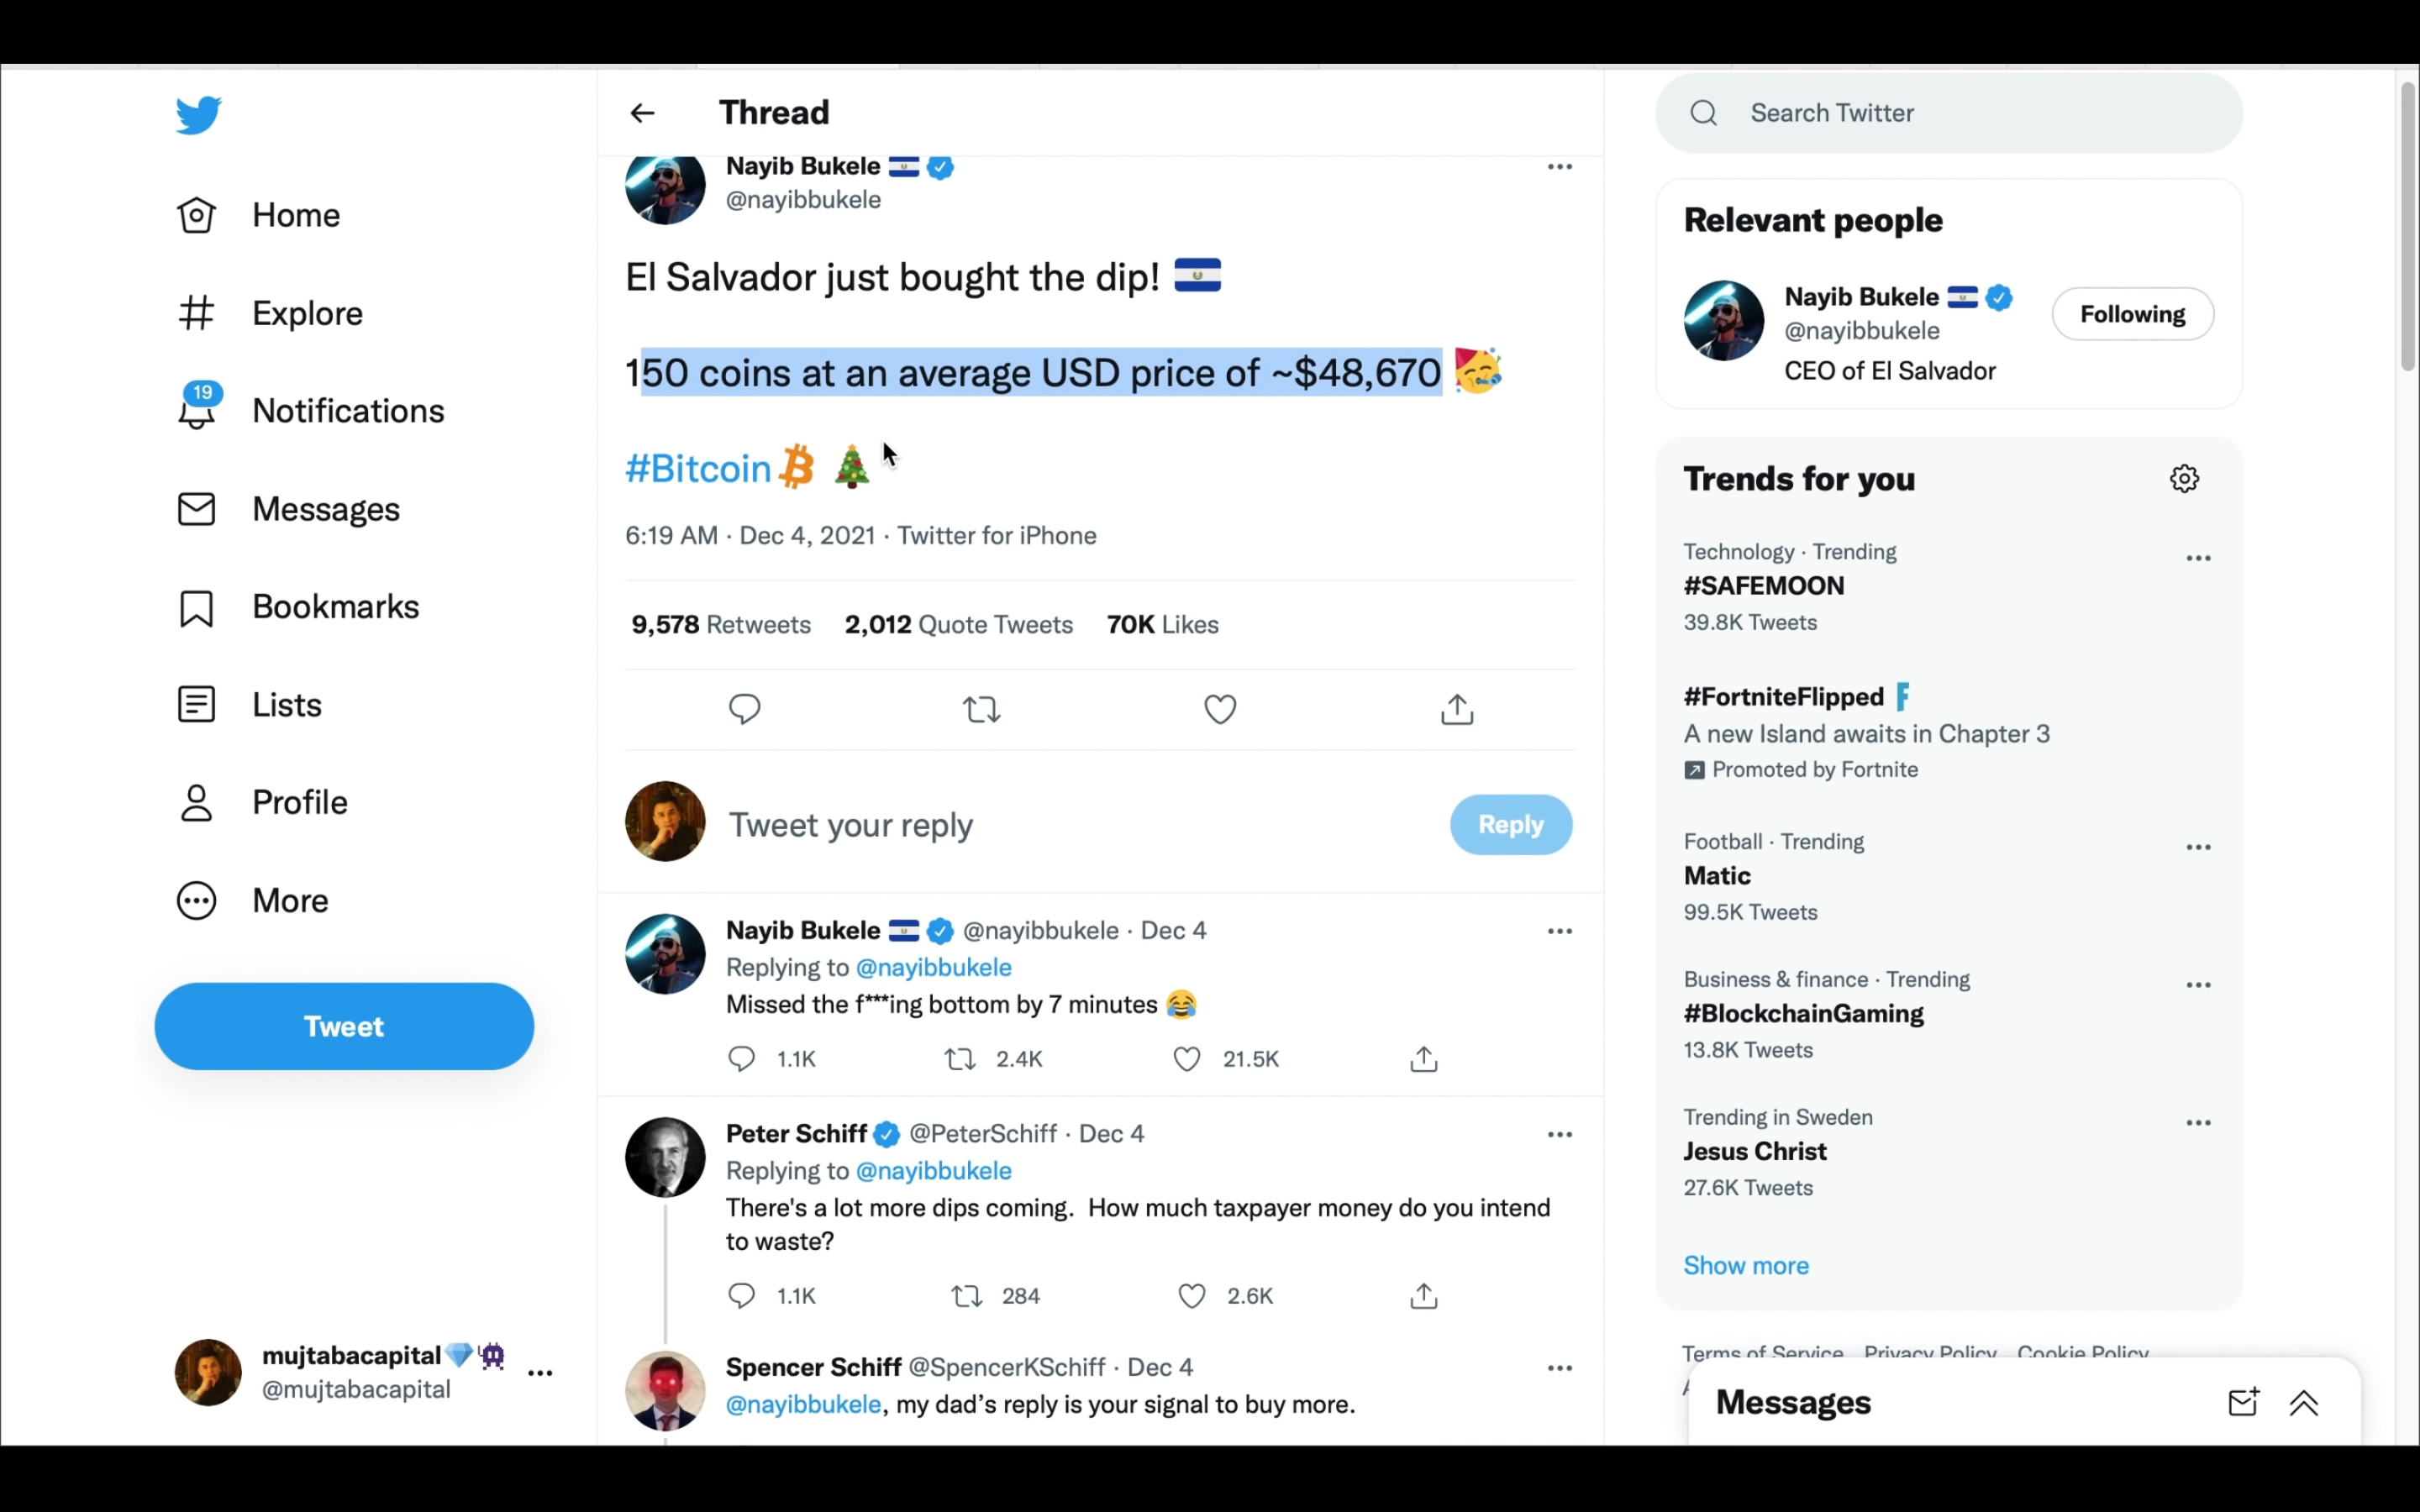 Thread
Search Twitter
Nayib Bukele
@nayibbukele
El Salvador just bought the dip!
150 coins at an average USD price of ~$48,670
#Bitcoin
6:19 AM · Dec 4, 2021 · Twitter for iPhone
9,578 Retweets 2,012 Quote Tweets 70K Likes
Tweet your reply
Reply
Nayib Bukele @nayibbukele · Dec 4
Replying to @nayibbukele
Missed the f***ing bottom by 7 minutes
1.1K 2.4K 21.5K
Peter Schiff @PeterSchiff · Dec 4
Replying to @nayibbukele
There's a lot more dips coming. How much taxpayer money do you intend
to waste?
1.1K 284 2.6K
Spencer Schiff @SpencerKSchiff · Dec 4
@nayibbukele, my dad's reply is your signal to buy more.
Home
Explore
19
Notifications
Messages
Bookmarks
Lists
Profile
More
Tweet
mujtabacapital
@mujtabacapital
Relevant people
Nayib Bukele
@nayibbukele
Following
CEO of El Salvador
Trends for you
Technology · Trending
#SAFEMOON
39.8K Tweets
#FortniteFlipped
A new Island awaits in Chapter 3
Promoted by Fortnite
Football · Trending
Matic
99.5K Tweets
Business & finance · Trending
#BlockchainGaming
13.8K Tweets
Trending in Sweden
Jesus Christ
27.6K Tweets
Show more
Terms of Service Privacy Policy Cookie Policy
Messages